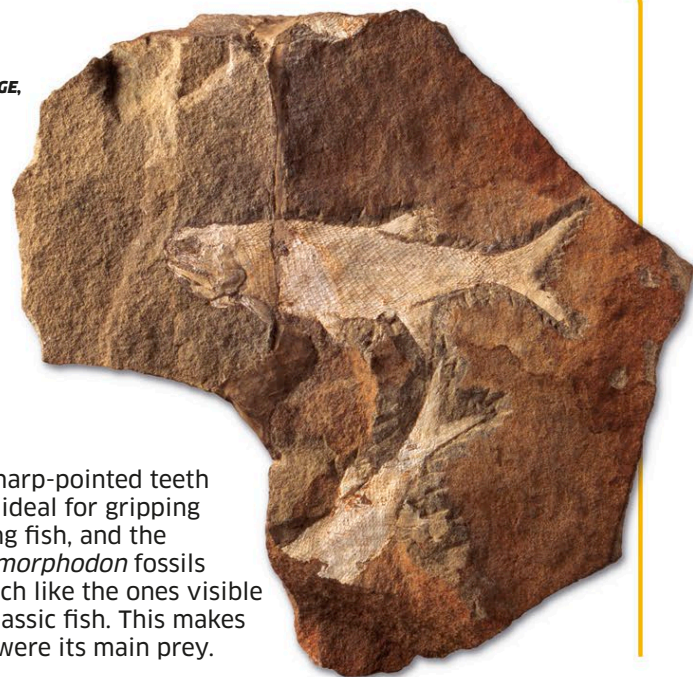 GE,
harp-pointed teeth
ideal for gripping
ng fish, and the
morphodon fossils
ch like the ones visible
assic fish. This makes
were its main prey.